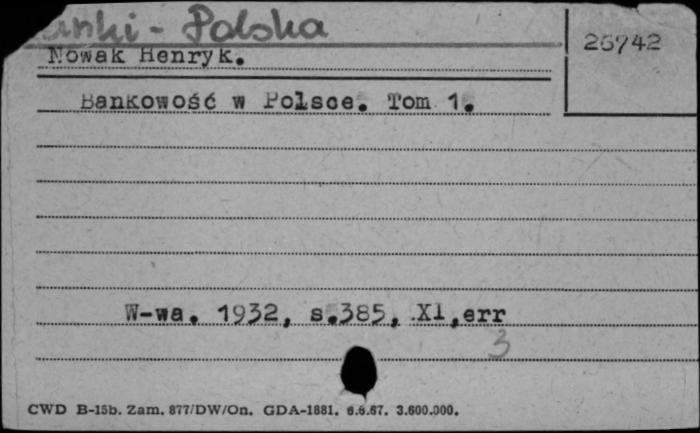 Banki - Polska
26742
Nowak Henryk.
Bankowość w Polsce. Tom 1.
W-wa. 1932, s.385, XI,err
3
CWD B-15b. Zam. 877/DW/On. GDA-1881. 6.6.67. 3.600.000.